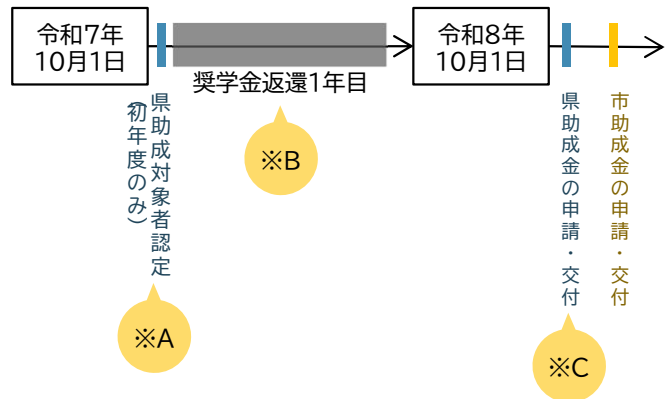 令和7年
10月1日
令和8年
10月1日
奨学金返還1年目
県助成対象者認定
(初年度のみ)
県助成金の申請・交付
市助成金の申請・交付
※B
※A
※C